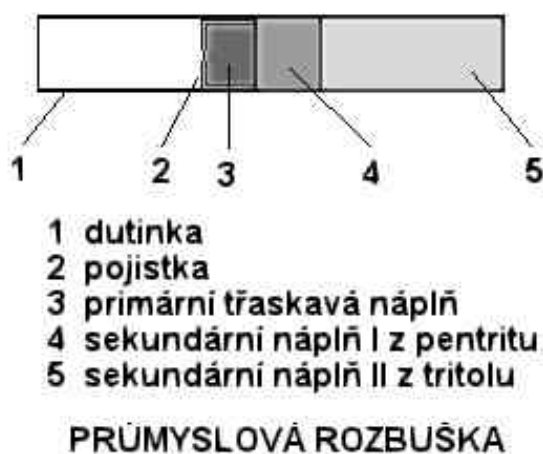 1 2 3 4 5
1 dutinka
2 pojistka
3 primární třaskavá náplň
4 sekundární náplň I z pentritu
5 sekundární náplň II z tritolu
PRŮMYSLOVÁ ROZBUŠKA